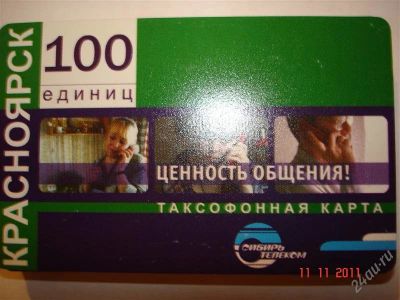 КРАСНОЯРСК
100
единиц
ЦЕННОСТЬ ОБЩЕНИЯ!
ТАКСОФОННАЯ КАРТА
СИБИРЬ
ТЕЛЕКОМ
11 11 2011
24au.ru